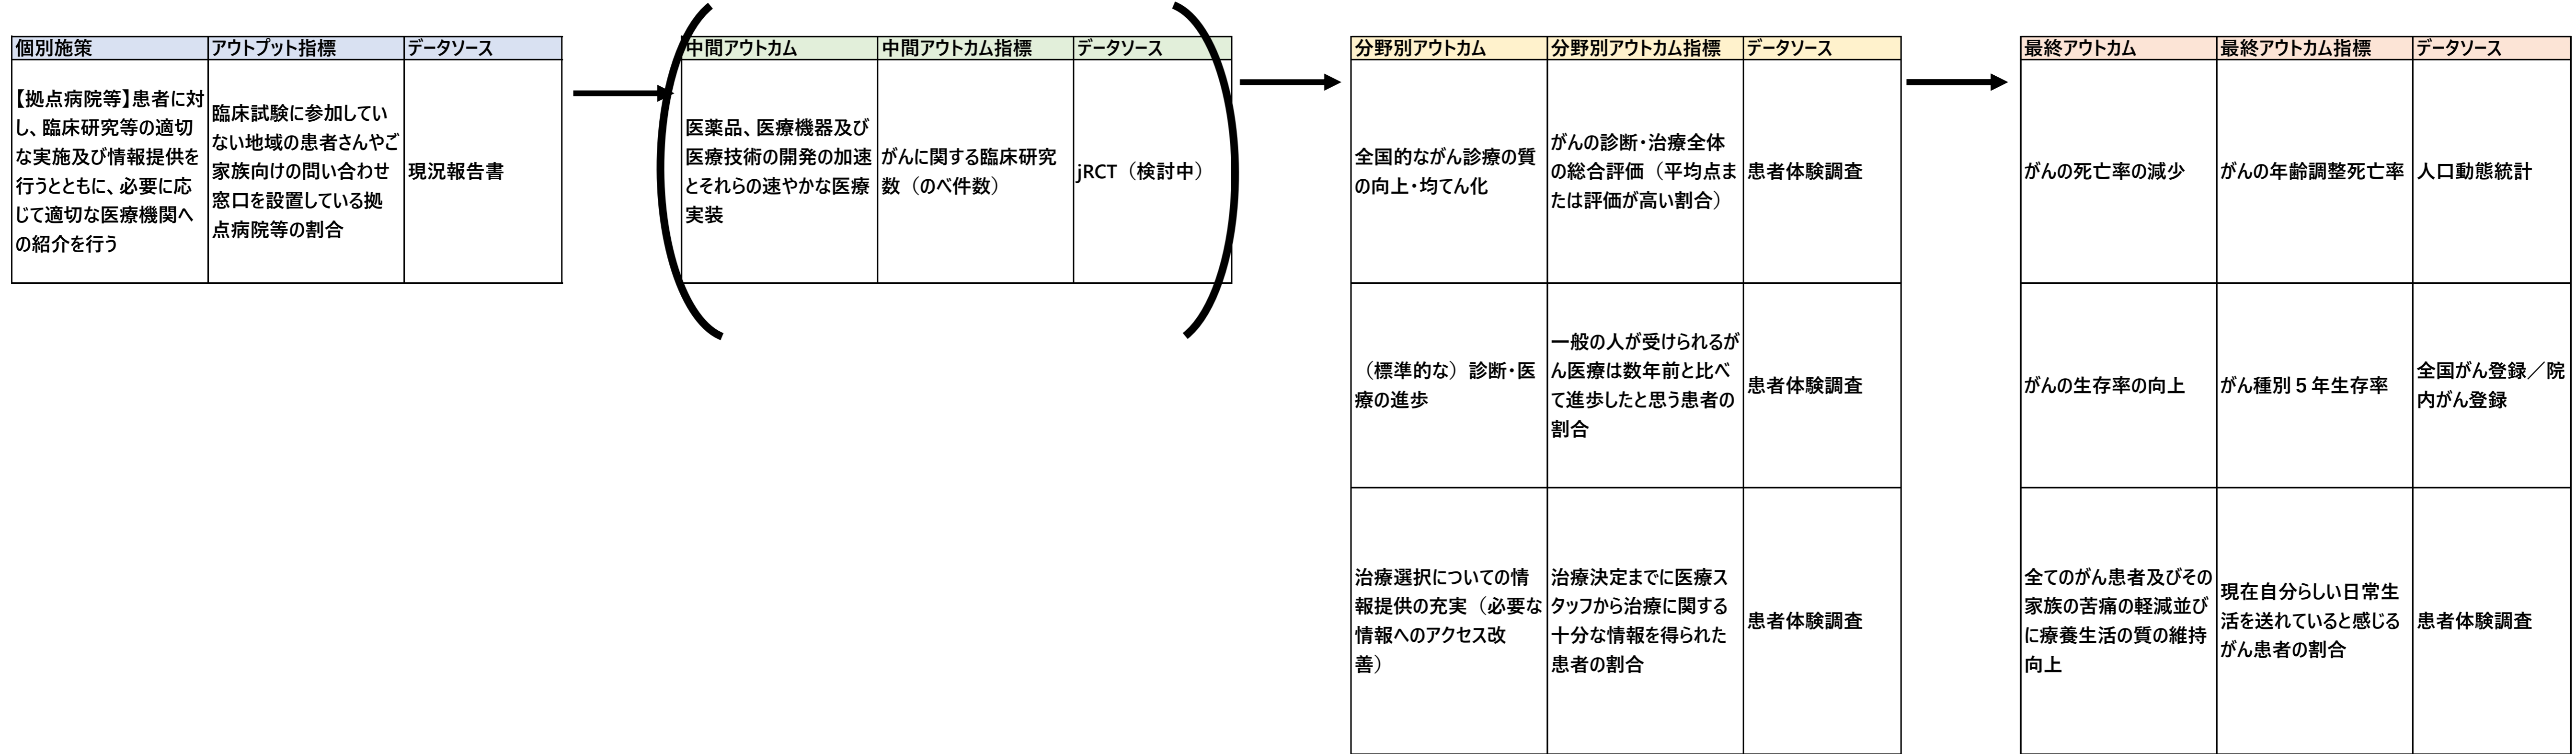 個別施策
アウトプット指標
データソース
【拠点病院等】患者に対
し、臨床研究等の適切
な実施及び情報提供を
行うとともに、必要に応
じて適切な医療機関へ
の紹介を行う
臨床試験に参加してい
ない地域の患者さんやご
家族向けの問い合わせ
窓口を設置している拠
点病院等の割合
現況報告書
中間アウトカム
中間アウトカム指標
データソース
医薬品、医療機器及び
医療技術の開発の加速
とそれらの速やかな医療
実装
がんに関する臨床研究
数（のべ件数）
jRCT（検討中）
分野別アウトカム
分野別アウトカム指標
データソース
全国的ながん診療の質
の向上・均てん化
がんの診断・治療全体
の総合評価（平均点ま
たは評価が高い割合）
患者体験調査
（標準的な）診断・医
療の進歩
一般の人が受けられるが
ん医療は数年前と比べ
て進歩したと思う患者の
割合
患者体験調査
治療選択についての情
報提供の充実（必要な
情報へのアクセス改
善）
治療決定までに医療ス
タッフから治療に関する
十分な情報を得られた
患者の割合
患者体験調査
最終アウトカム
最終アウトカム指標
データソース
がんの死亡率の減少
がんの年齢調整死亡率
人口動態統計
がんの生存率の向上
がん種別５年生存率
全国がん登録／院
内がん登録
全てのがん患者及びその
家族の苦痛の軽減並び
に療養生活の質の維持
向上
現在自分らしい日常生
活を送れていると感じる
がん患者の割合
患者体験調査